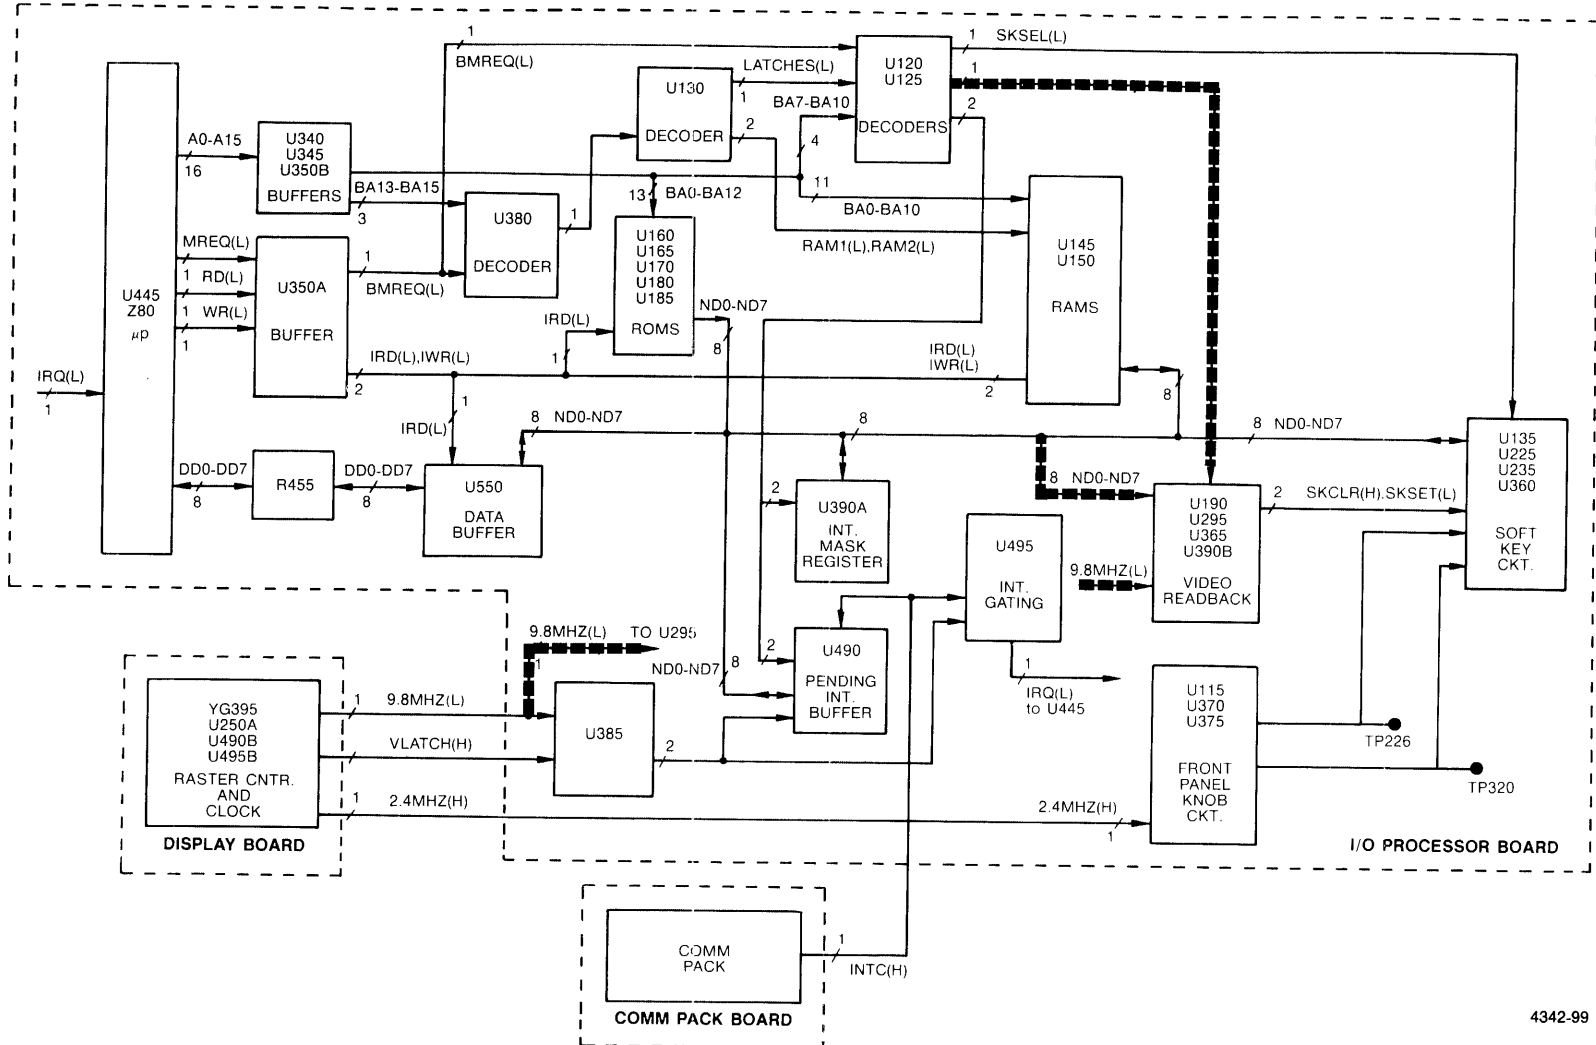 1
BMREQ(L)
1
SKSEL(L)
U120
U125
DECODERS
1
2
LATCHES(L)
1
2
BA7-BA10
4
U130
DECODER
A0-A15
16
U340
U345
U350B
BUFFERS
BA13-BA15
3
U380
DECODER
1
13
BA0-BA12
11
BA0-BA10
RAM1(L),RAM2(L)
U145
U150
RAMS
MREQ(L)
1
RD(L)
1
WR(L)
1
U445
Z80
µp
U350A
BUFFER
1
BMREQ(L)
U160
U165
U170
U180
U185
ROMS
ND0-ND7
8
IRD(L)
1
IRD(L),IWR(L)
2
IRD(L)
IWR(L)
2
8
IRQ(L)
1
1
IRD(L)
8
ND0-ND7
8
8
ND0-ND7
U135
U225
U235
U360
SOFT
KEY
CKT.
DD0-DD7
8
R455
DD0-DD7
8
U550
DATA
BUFFER
2
U390A
INT.
MASK
REGISTER
8
ND0-ND7
U190
U295
U365
U390B
VIDEO
READBACK
2
SKCLR(H).SKSET(L)
U495
INT.
GATING
9.8MHZ(L)
9.8MHZ(L)
TO U295
1
ND0-ND7
8
2
U490
PENDING
INT.
BUFFER
1
IRQ(L)
to U445
YG395
U250A
U490B
U495B
RASTER CNTR.
AND
CLOCK
DISPLAY BOARD
1
9.8MHZ(L)
VLATCH(H)
1
2.4MHZ(H)
U385
2
2.4MHZ(H)
1
U115
U370
U375
FRONT
PANEL
KNOB
CKT.
TP226
TP320
I/O PROCESSOR BOARD
COMM
PACK
1
INTC(H)
COMM PACK BOARD
4342-99